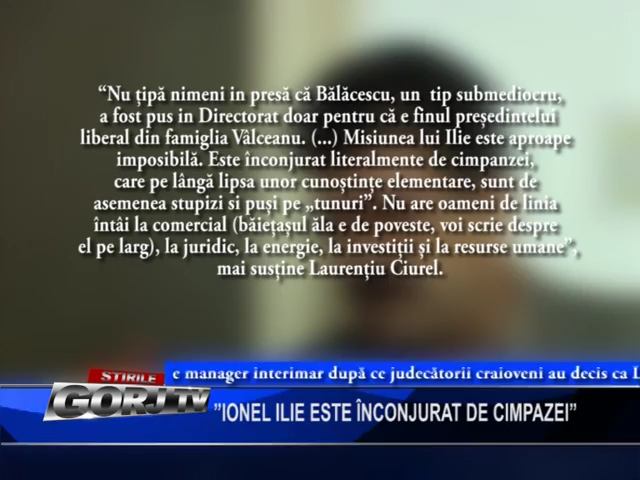 “Nu țipă nimeni in presă că Bălăcescu, un tip submediocru,
a fost pus in Directorat doar pentru că e finul președintelui
liberal din famiglia Vâlceanu. (...) Misiunea lui Ilie este aproape
imposibilă. Este înconjurat literalmente de cimpanzei,
care pe lângă lipsa unor cunoștințe elementare, sunt de
asemenea stupizi si puși pe „tunuri”. Nu are oameni de linia
întâi la comercial (băiețașul ăla e de poveste, voi scrie despre
el pe larg), la juridic, la energie, la investiții și la resurse umane”,
mai susține Laurențiu Ciurel.
e manager interimar după ce judecătorii craioveni au decis ca L
STIRILE
GORJ TV
”IONEL ILIE ESTE ÎNCONJURAT DE CIMPAZEI”